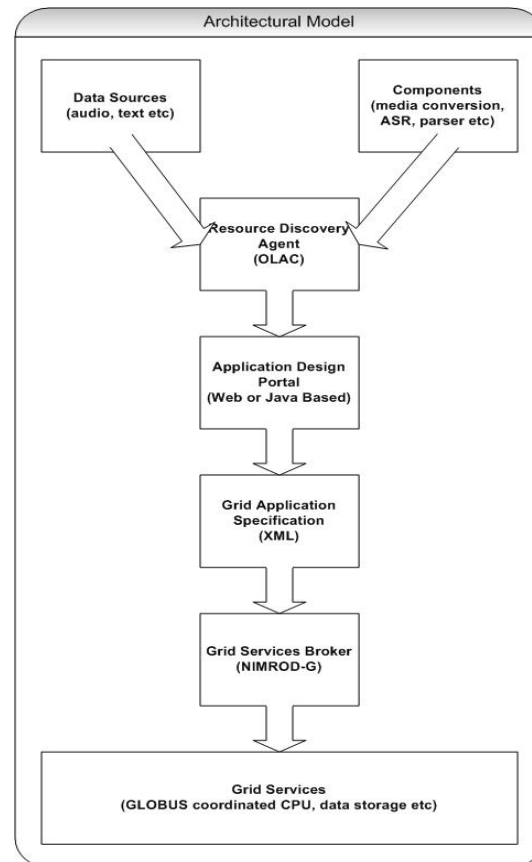 Architectural Model
Data Sources
(audio, text etc)
Components
(media conversion,
ASR, parser etc)
Resource Discovery
Agent
(OLAC)
Application Design
Portal
(Web or Java Based)
Grid Application
Specification
(XML)
Grid Services Broker
(NIMROD-G)
Grid Services
(GLOBUS coordinated CPU, data storage etc)